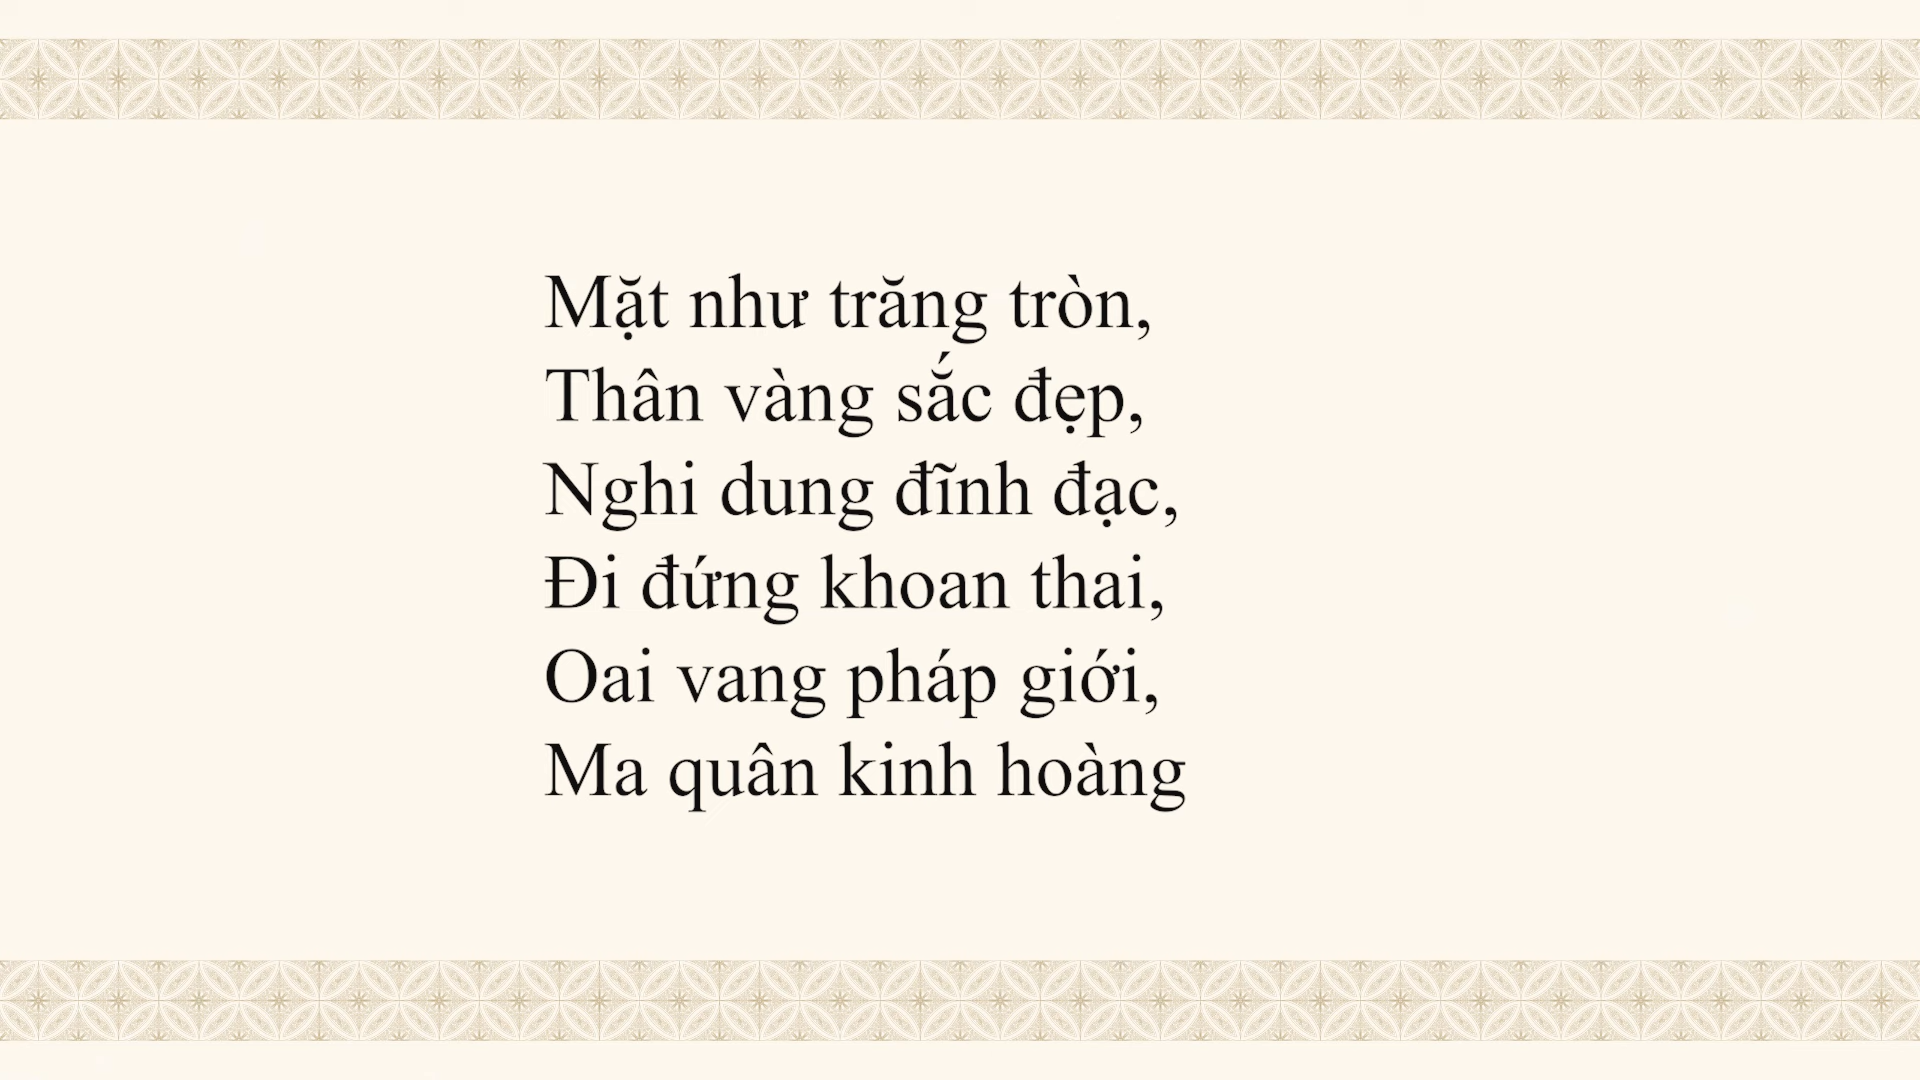 Mặt như trăng tròn,
Thân vàng sắc đẹp,
Nghi dung đĩnh đạc,
Đi đứng khoan thai,
Oai vang pháp giới,
Ma quân kinh hoàng